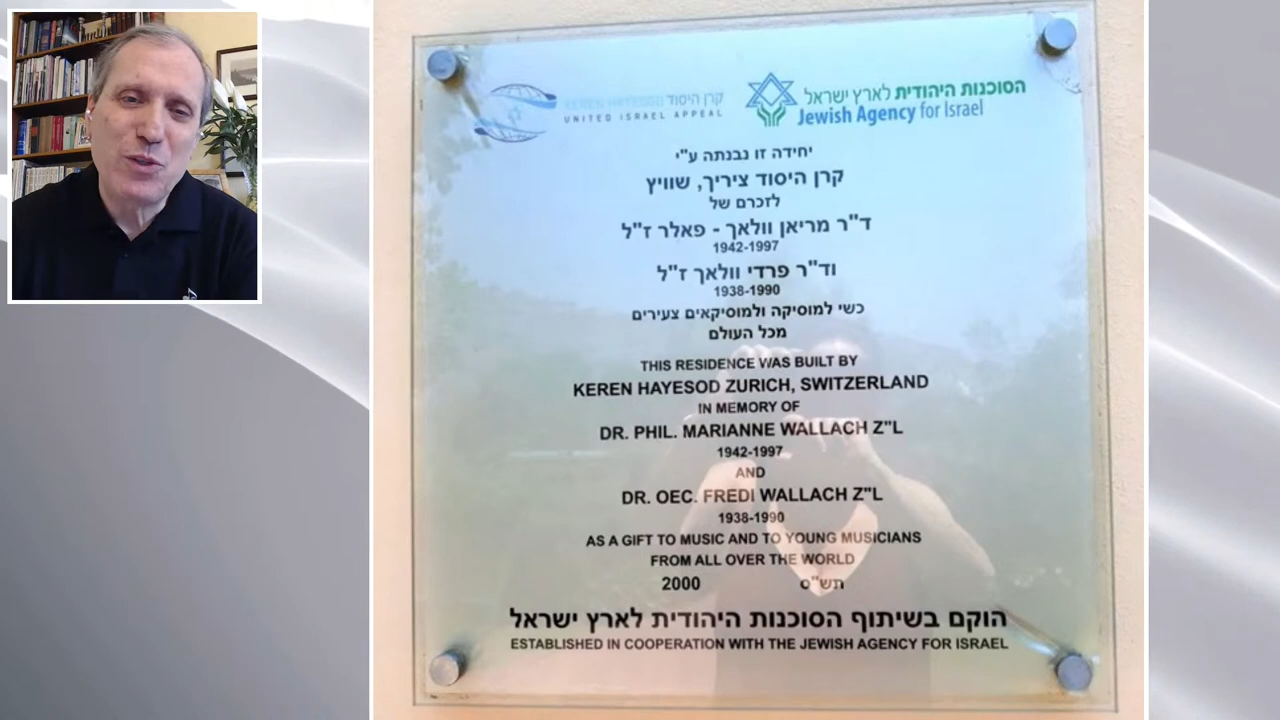 KEREN HAYESOD קרן היסוד
UNITED ISRAEL APPEAL
הסוכנות היהודית לארץ ישראל
Jewish Agency for Israel
יחידה זו נבנתה ע"י
קרן היסוד ציריך, שוויץ
לזכרם של
ד"ר מריאן וולאך - פאלר ז"ל
1942-1997
וד"ר פרדי וולאך ז"ל
1938-1990
כשי למוסיקה ולמוסיקאים צעירים
מכל העולם
THIS RESIDENCE WAS BUILT BY
KEREN HAYESOD ZURICH, SWITZERLAND
IN MEMORY OF
DR. PHIL. MARIANNE WALLACH Z"L
1942-1997
AND
DR. OEC. FREDI WALLACH Z"L
1938-1990
AS A GIFT TO MUSIC AND TO YOUNG MUSICIANS
FROM ALL OVER THE WORLD
2000 תש"ס
הוקם בשיתוף הסוכנות היהודית לארץ ישראל
ESTABLISHED IN COOPERATION WITH THE JEWISH AGENCY FOR ISRAEL